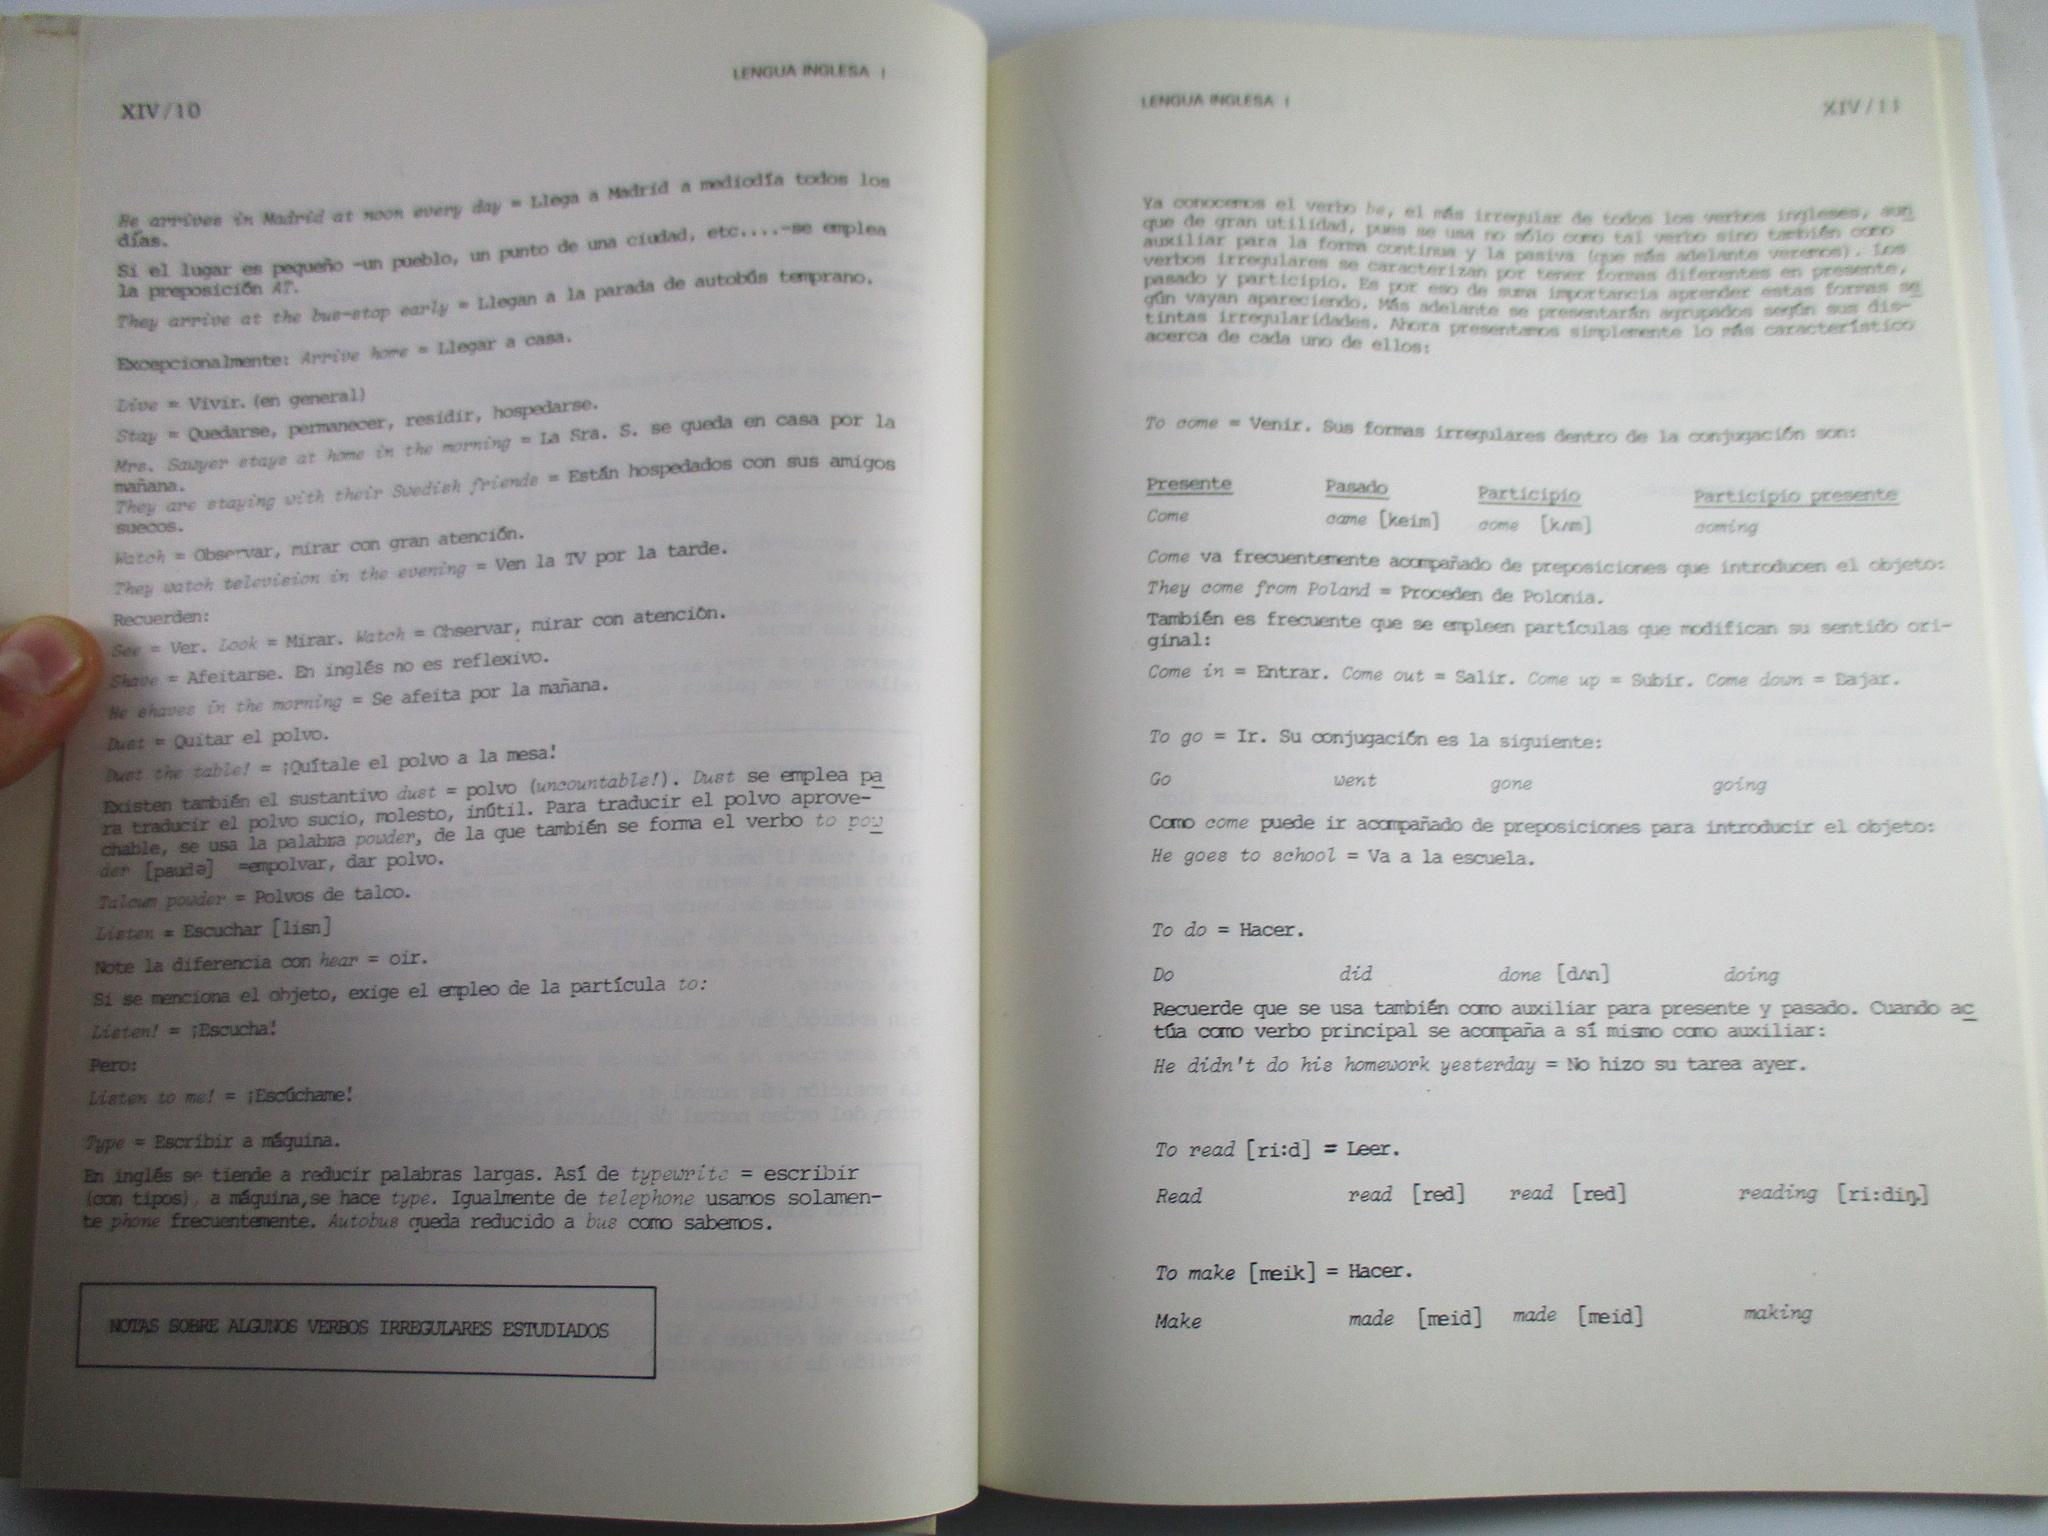 LENGUA INGLESA I
XIV/10
He arrives in Madrid at noon every day = Llega a Madrid a mediodía todos los
días.
Si el lugar es pequeño -un pueblo, un punto de una ciudad, etc....-se emplea
la preposición AT.
They arrive at the bus-stop early = Llegan a la parada de autobús temprano.
Excepcionalmente: Arrive home = Llegar a casa.
Live = Vivir. (en general)
Stay = Quedarse, permanecer, residir, hospedarse.
Mrs. Sawyer stays at home in the morning = La Sra. S. se queda en casa por la
mañana.
They are staying with their Swedish friends = Están hospedados con sus amigos
suecos.
Watch = Observar, mirar con gran atención.
They watch television in the evening = Ven la TV por la tarde.
Recuerden:
See = Ver. Look = Mirar. Watch = Observar, mirar con atención.
Shave = Afeitarse. En inglés no es reflexivo.
He shaves in the morning = Se afeita por la mañana.
Dust = Quitar el polvo.
Dust the table! = ¡Quítale el polvo a la mesa!
Existen también el sustantivo dust = polvo (uncountable!). Dust se emplea pa
ra traducir el polvo sucio, molesto, inútil. Para traducir el polvo aprove-
chable, se usa la palabra powder, de la que también se forma el verbo to pow
der [paudə] =empolvar, dar polvo.
Talcum powder = Polvos de talco.
Listen = Escuchar [lisn]
Note la diferencia con hear = oir.
Si se menciona el objeto, exige el empleo de la partícula to:
Listen! = ¡Escucha!
Pero:
Listen to me! = ¡Escúchame!
Type = Escribir a máquina.
En inglés se tiende a reducir palabras largas. Así de typewrite = escribir
(con tipos), a máquina,se hace type. Igualmente de telephone usamos solamen-
te phone frecuentemente. Autobus queda reducido a bus como sabemos.
NOTAS SOBRE ALGUNOS VERBOS IRREGULARES ESTUDIADOS
LENGUA INGLESA I
XIV/11
Ya conocemos el verbo be, el más irregular de todos los verbos ingleses, aun
que de gran utilidad, pues se usa no sólo como tal verbo sino también como
auxiliar para la forma continua y la pasiva (que más adelante veremos). Los
verbos irregulares se caracterizan por tener formas diferentes en presente,
pasado y participio. Es por eso de suma importancia aprender estas formas se
gún vayan apareciendo. Más adelante se presentarán agrupados según sus dis-
tintas irregularidades. Ahora presentamos simplemente lo más característico
acerca de cada uno de ellos:
To come = Venir. Sus formas irregulares dentro de la conjugación son:
Presente Pasado Participio Participio presente
Come came [keim] come [kʌm] coming
Come va frecuentemente acompañado de preposiciones que introducen el objeto:
They come from Poland = Proceden de Polonia.
También es frecuente que se empleen partículas que modifican su sentido ori-
ginal:
Come in = Entrar. Come out = Salir. Come up = Subir. Come down = Bajar.
To go = Ir. Su conjugación es la siguiente:
Go went gone going
Como come puede ir acompañado de preposiciones para introducir el objeto:
He goes to school = Va a la escuela.
To do = Hacer.
Do did done [dʌn] doing
Recuerde que se usa también como auxiliar para presente y pasado. Cuando ac
túa como verbo principal se acompaña a sí mismo como auxiliar:
He didn't do his homework yesterday = No hizo su tarea ayer.
To read [ri:d] = Leer.
Read read [red] read [red] reading [ri:diŋ]
To make [meik] = Hacer.
Make made [meid] made [meid] making